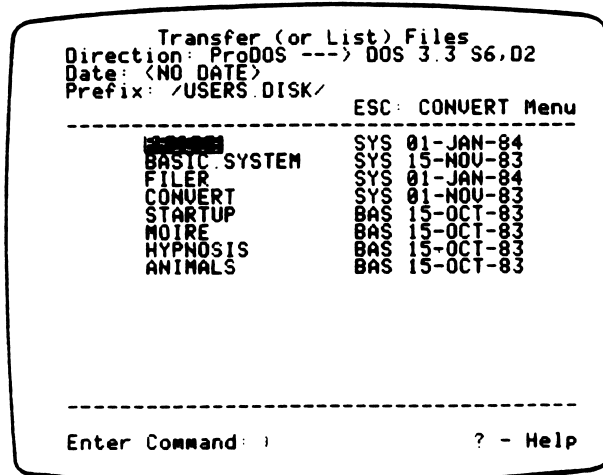 Transfer (or List) Files
Direction: ProDOS ---> DOS 3.3 S6,D2
Date: <NO DATE>
Prefix: /USERS.DISK/
ESC: CONVERT Menu
SYS 01-JAN-84
BASIC.SYSTEM SYS 15-NOV-83
FILER SYS 01-JAN-84
CONVERT SYS 01-NOV-83
STARTUP BAS 15-OCT-83
MOIRE BAS 15-OCT-83
HYPNOSIS BAS 15-OCT-83
ANIMALS BAS 15-OCT-83
Enter Command: ? - Help